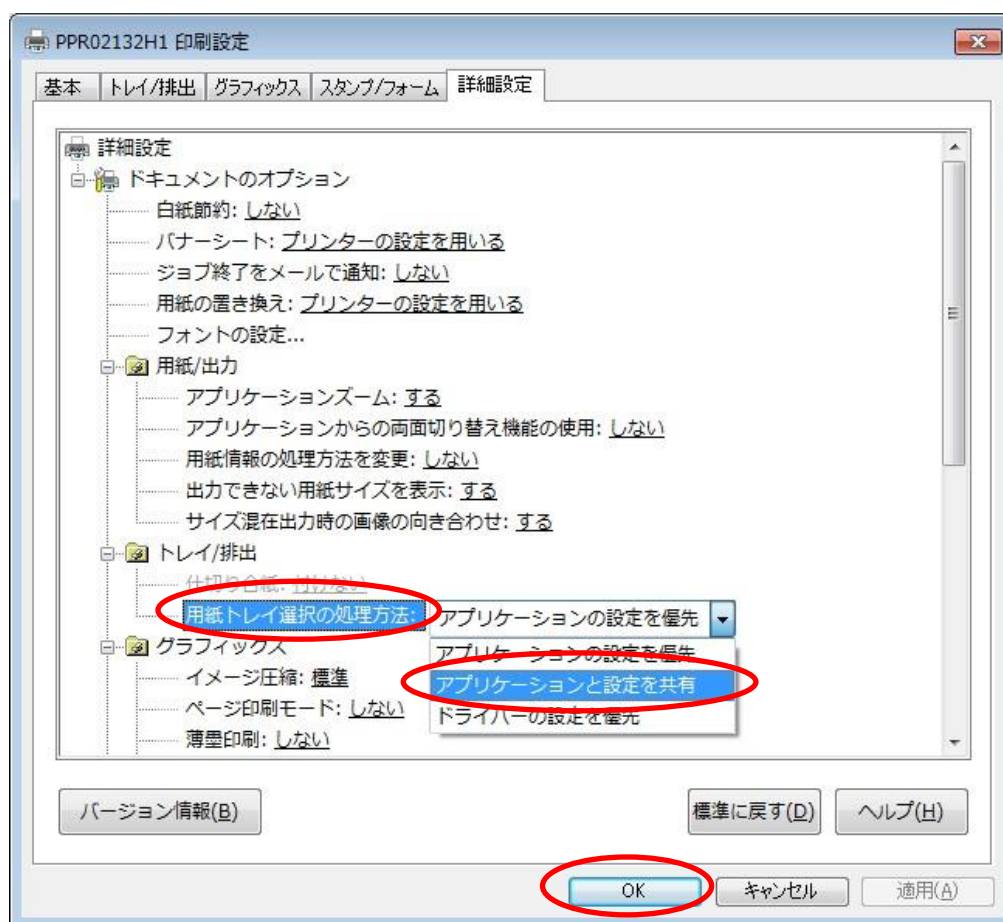 PPR02132H1 印刷設定
基本 トレイ/排出 グラフィックス スタンプ/フォーム 詳細設定
詳細設定
ドキュメントのオプション
白紙節約: しない
バナーシート: プリンターの設定を用いる
ジョブ終了をメールで通知: しない
用紙の置き換え: プリンターの設定を用いる
フォントの設定...
用紙/出力
アプリケーションズーム: する
アプリケーションからの両面切り替え機能の使用: しない
用紙情報の処理方法を変更: しない
出力できない用紙サイズを表示: する
サイズ混在出力時の画像の向き合わせ: する
トレイ/排出
仕切り合紙: 付けない
用紙トレイ選択の処理方法: アプリケーションの設定を優先
グラフィックス
アプリケーションの設定を優先
イメージ圧縮: 標準
アプリケーションと設定を共有
ページ印刷モード: しない
ドライバーの設定を優先
薄墨印刷: しない
バージョン情報(B) 標準に戻す(D) ヘルプ(H)
OK キャンセル 適用(A)